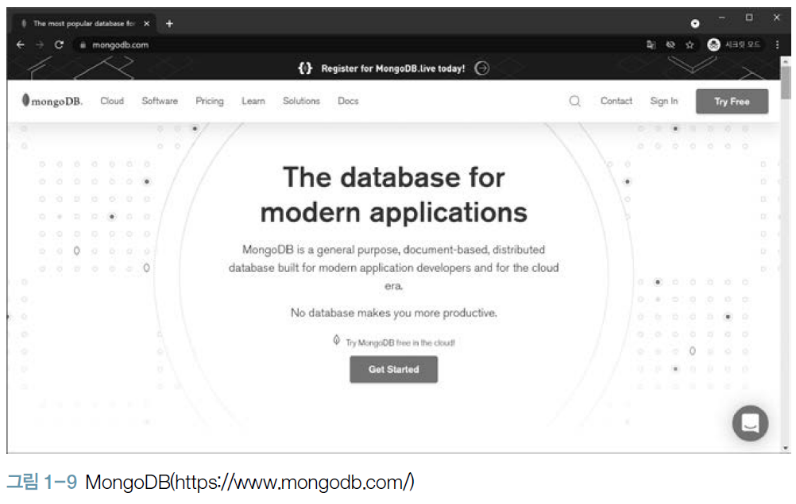 The most popular database for
mongodb.com
시크릿 모드
Register for MongoDB.live today!
mongoDB. Cloud Software Pricing Learn Solutions Docs Contact Sign In Try Free
The database for
modern applications
MongoDB is a general purpose, document-based, distributed
database built for modern application developers and for the cloud
era.
No database makes you more productive.
Try MongoDB free in the cloud!
Get Started
그림 1-9 MongoDB(https://www.mongodb.com/)